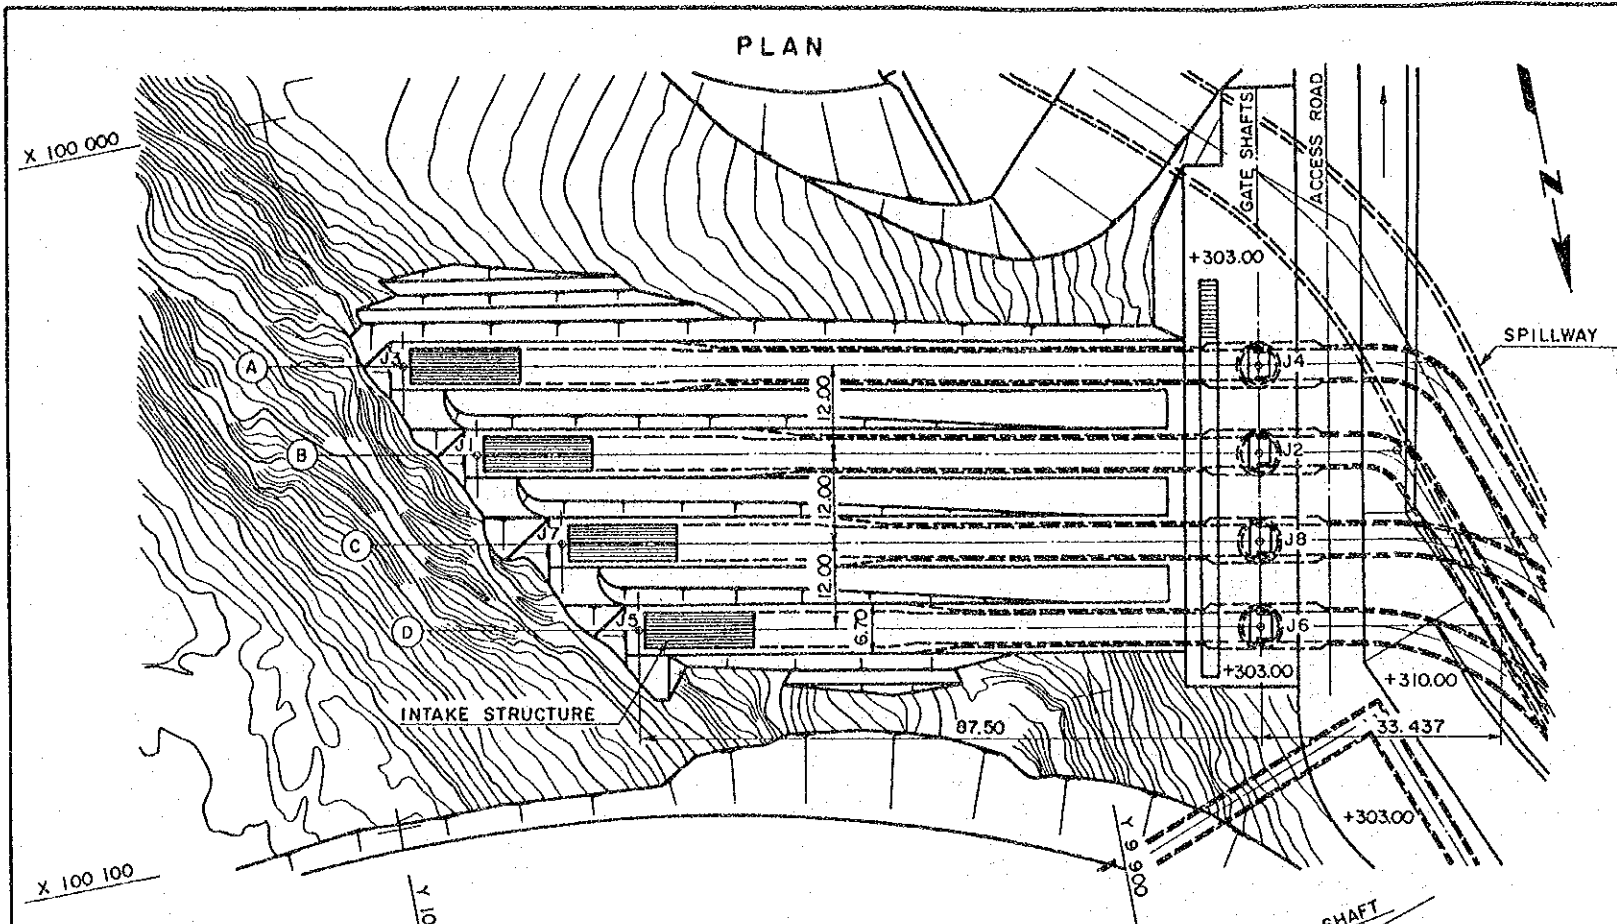 PLAN
X 100 000
GATE SHAFTS
ACCESS ROAD
Z
+303.00
SPILLWAY
A
J3
J4
12.00
B
J1
J2
12.00
C
J7
J8
12.00
D
J5
6.70
J6
+303.00
+310.00
INTAKE STRUCTURE
87.50
33.437
+303.00
Y 9 900
X 100 100
Y 10
SHAFT